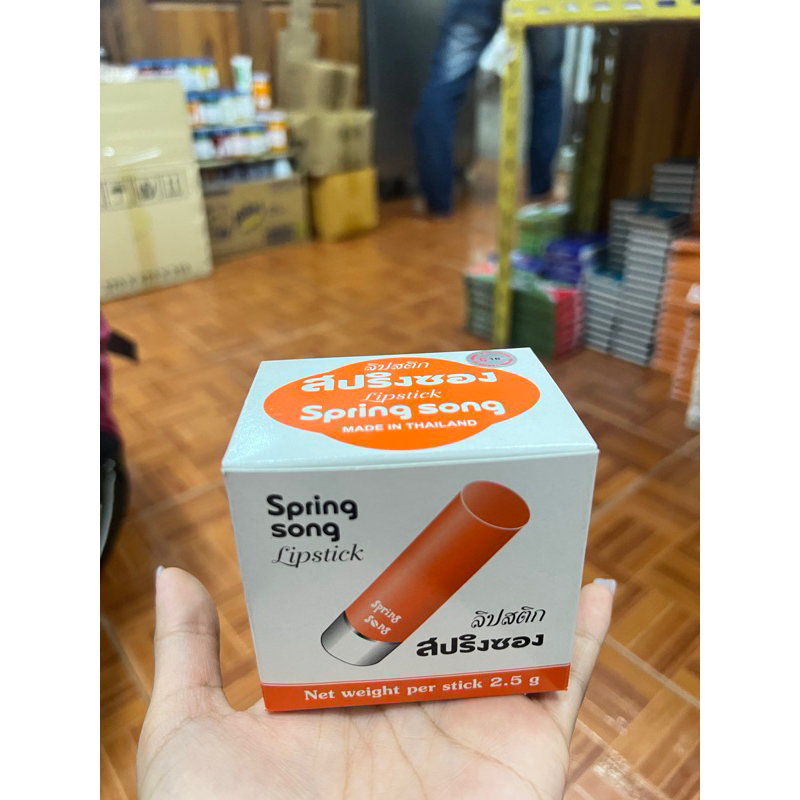 ลิปสติก
สปริงซอง
Lipstick
Spring song
MADE IN THAILAND
Spring
song
Lipstick
Spring
Song
ลิปสติก
สปริงซอง
Net weight per stick 2.5 g